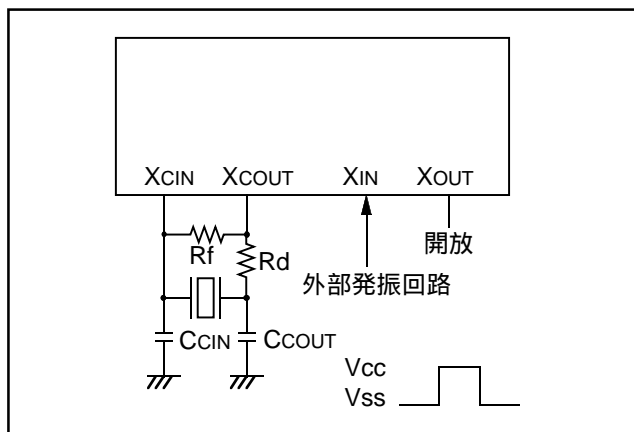 XCIN XCOUT XIN XOUT
開放
Rf
Rd
外部発振回路
CCIN CCOUT
Vcc
Vss